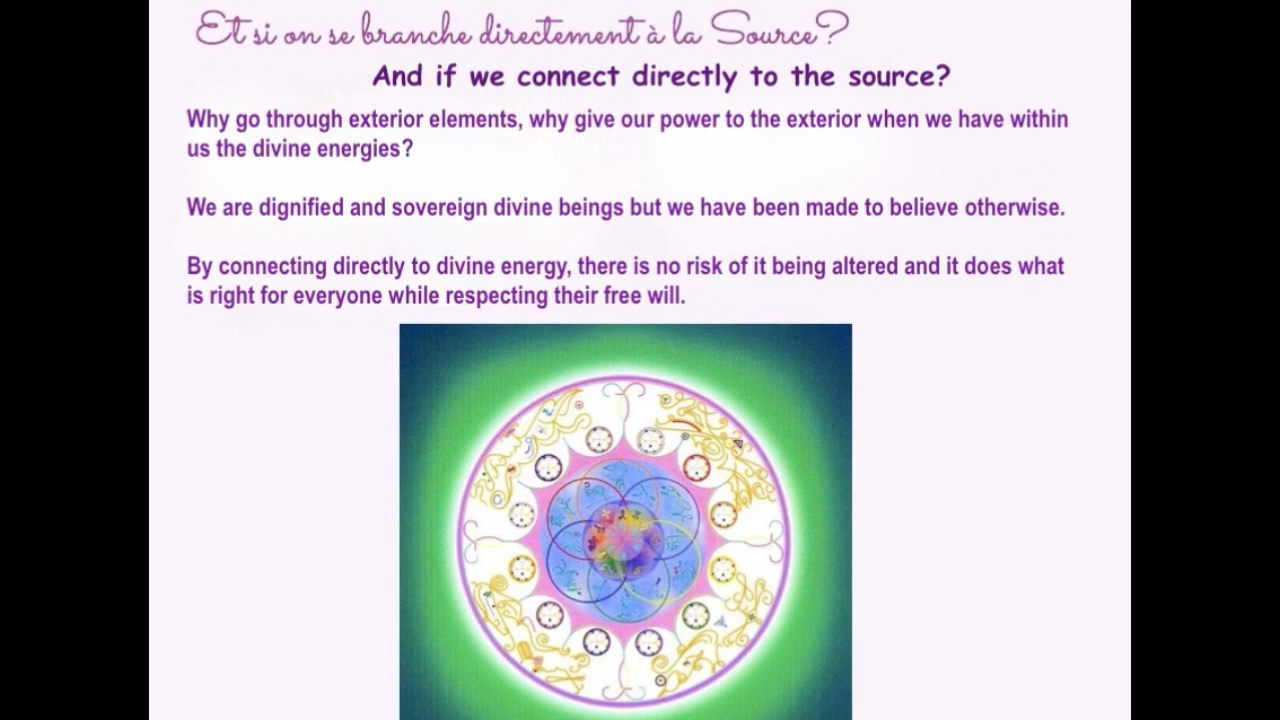 Et si on se branche directement à la Source?
And if we connect directly to the source?
Why go through exterior elements, why give our power to the exterior when we have within
us the divine energies?
We are dignified and sovereign divine beings but we have been made to believe otherwise.
By connecting directly to divine energy, there is no risk of it being altered and it does what
is right for everyone while respecting their free will.